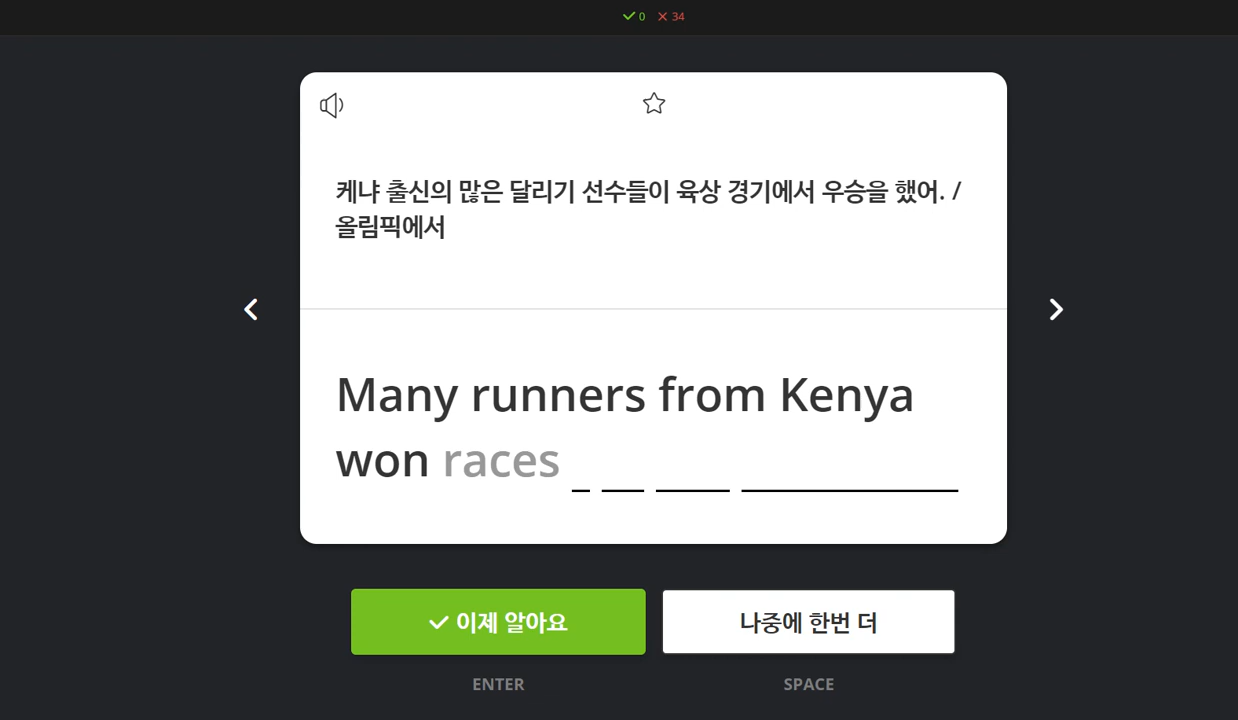 0 34
케냐 출신의 많은 달리기 선수들이 육상 경기에서 우승을 했어. /
올림픽에서
Many runners from Kenya
won races
이제 알아요
나중에 한번 더
ENTER
SPACE